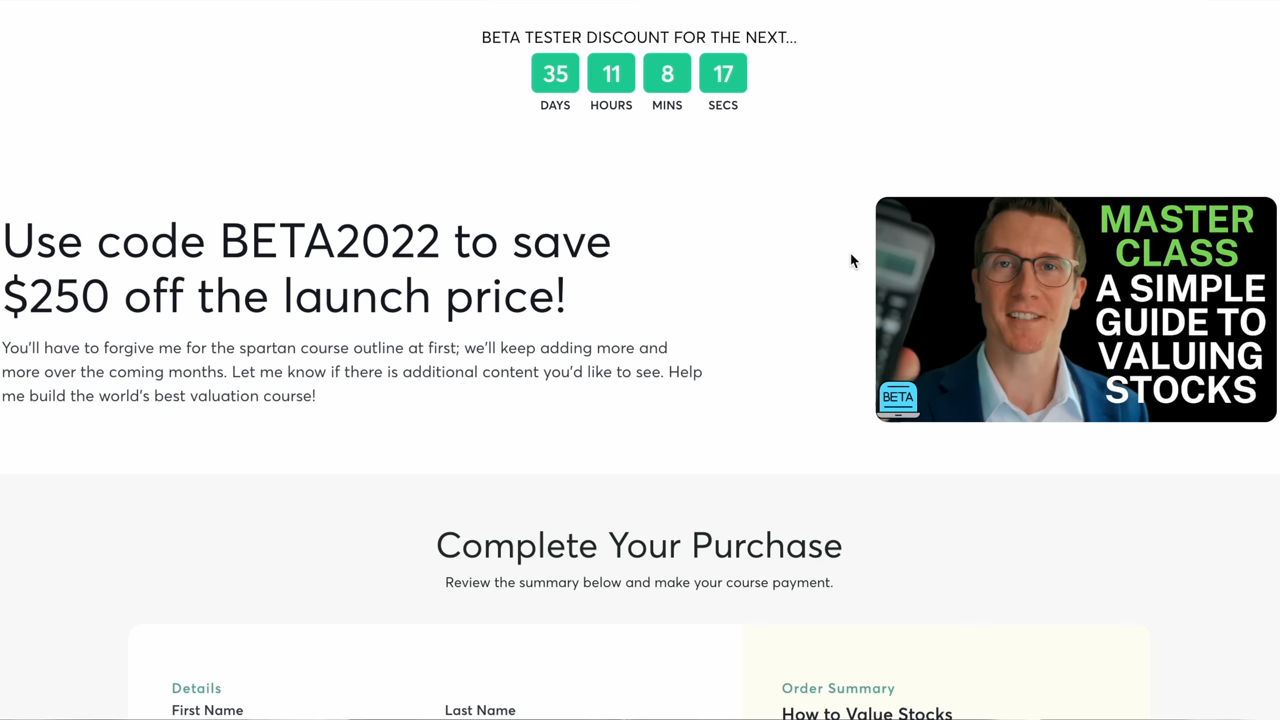 BETA TESTER DISCOUNT FOR THE NEXT...
35 11 8 17
DAYS HOURS MINS SECS
Use code BETA2022 to save
$250 off the launch price!
You'll have to forgive me for the spartan course outline at first; we'll keep adding more and
more over the coming months. Let me know if there is additional content you'd like to see. Help
me build the world's best valuation course!
MASTER
CLASS
A SIMPLE
GUIDE TO
VALUING
STOCKS
BETA
Complete Your Purchase
Review the summary below and make your course payment.
Details
First Name Last Name
Order Summary
How to Value Stocks